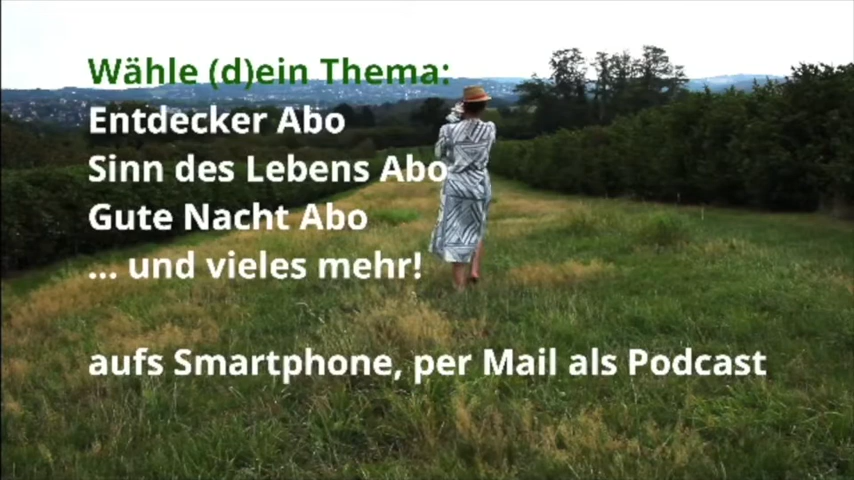 Wähle (d)ein Thema:
Entdecker Abo
Sinn des Lebens Abo
Gute Nacht Abo
... und vieles mehr!
aufs Smartphone, per Mail als Podcast